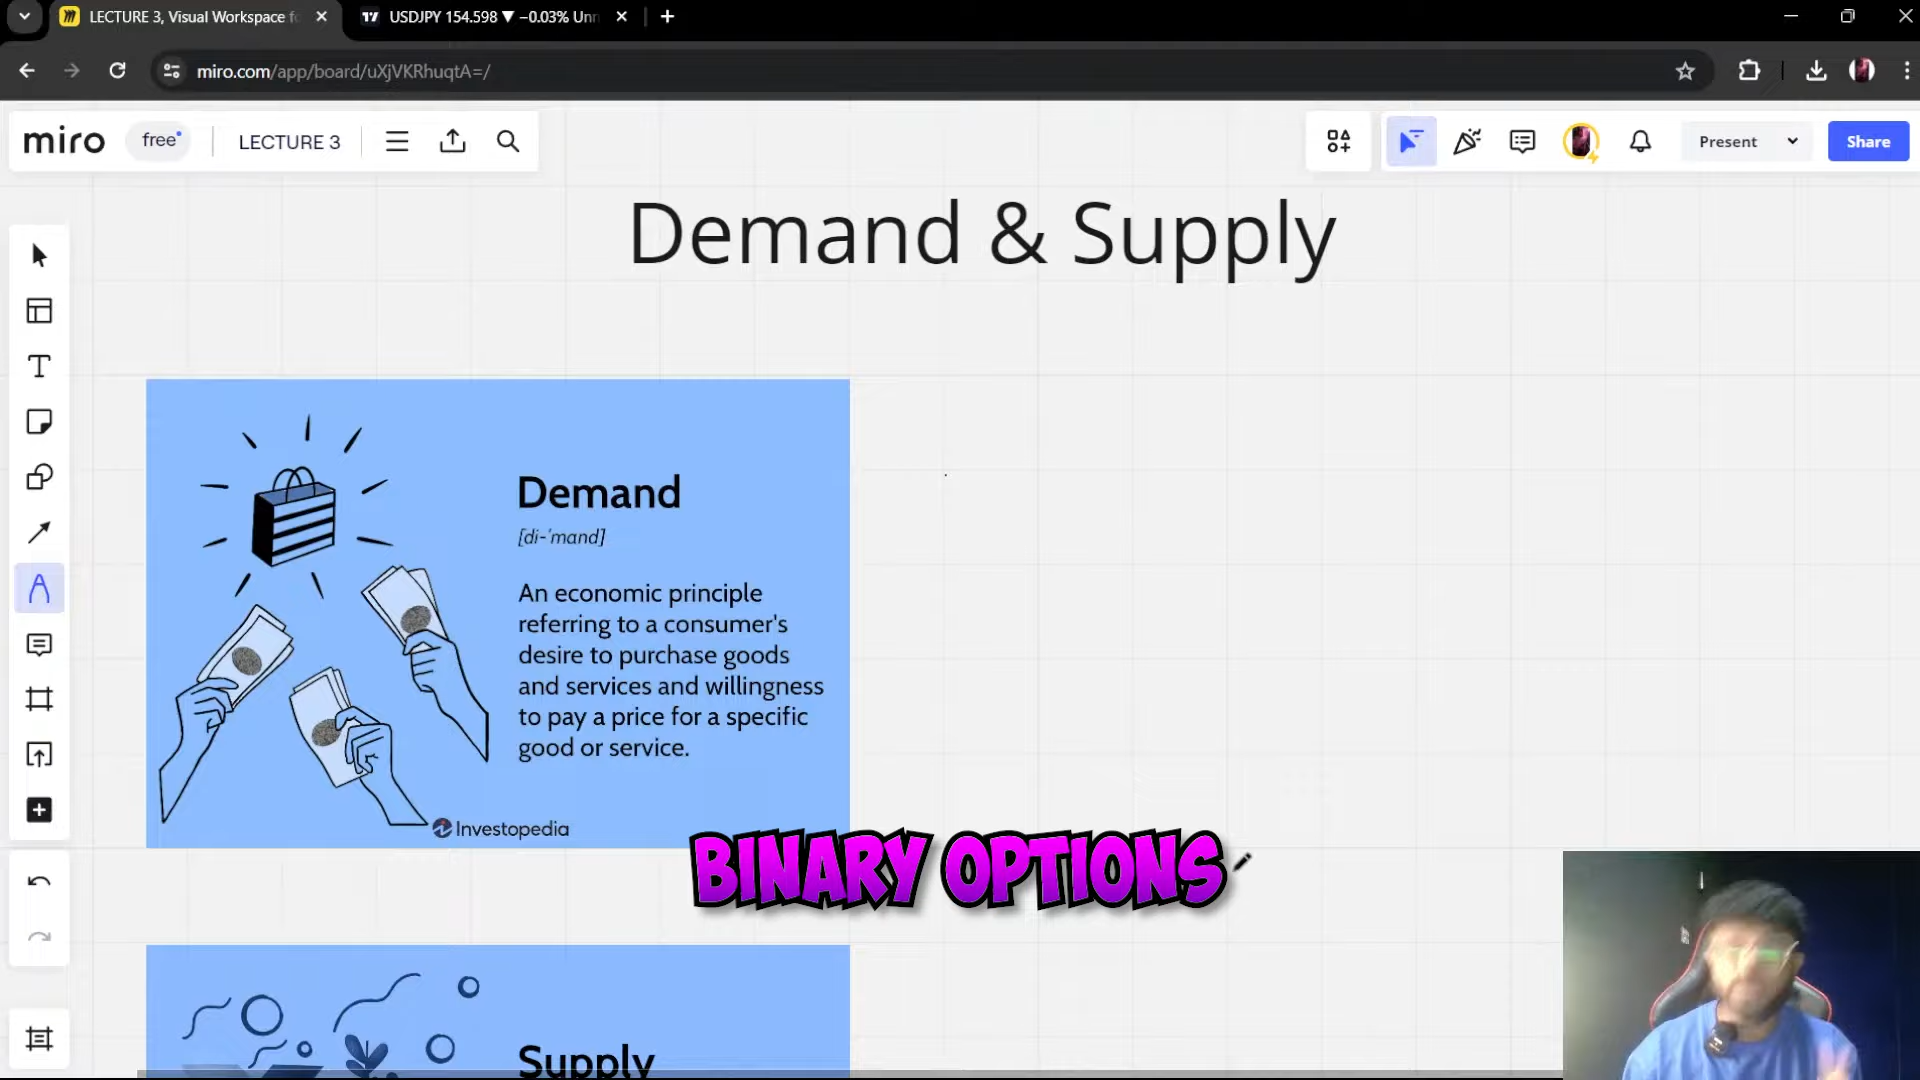 LECTURE 3, Visual Workspace fo
USDJPY 154.598 ▼ −0.03% Unn
miro.com/app/board/uXjVKRhuqtA=/
miro
free
LECTURE 3
Present
Share
Demand & Supply
Demand
[di-ˈmand]
An economic principle
referring to a consumer's
desire to purchase goods
and services and willingness
to pay a price for a specific
good or service.
Investopedia
BINARY OPTIONS
Supply